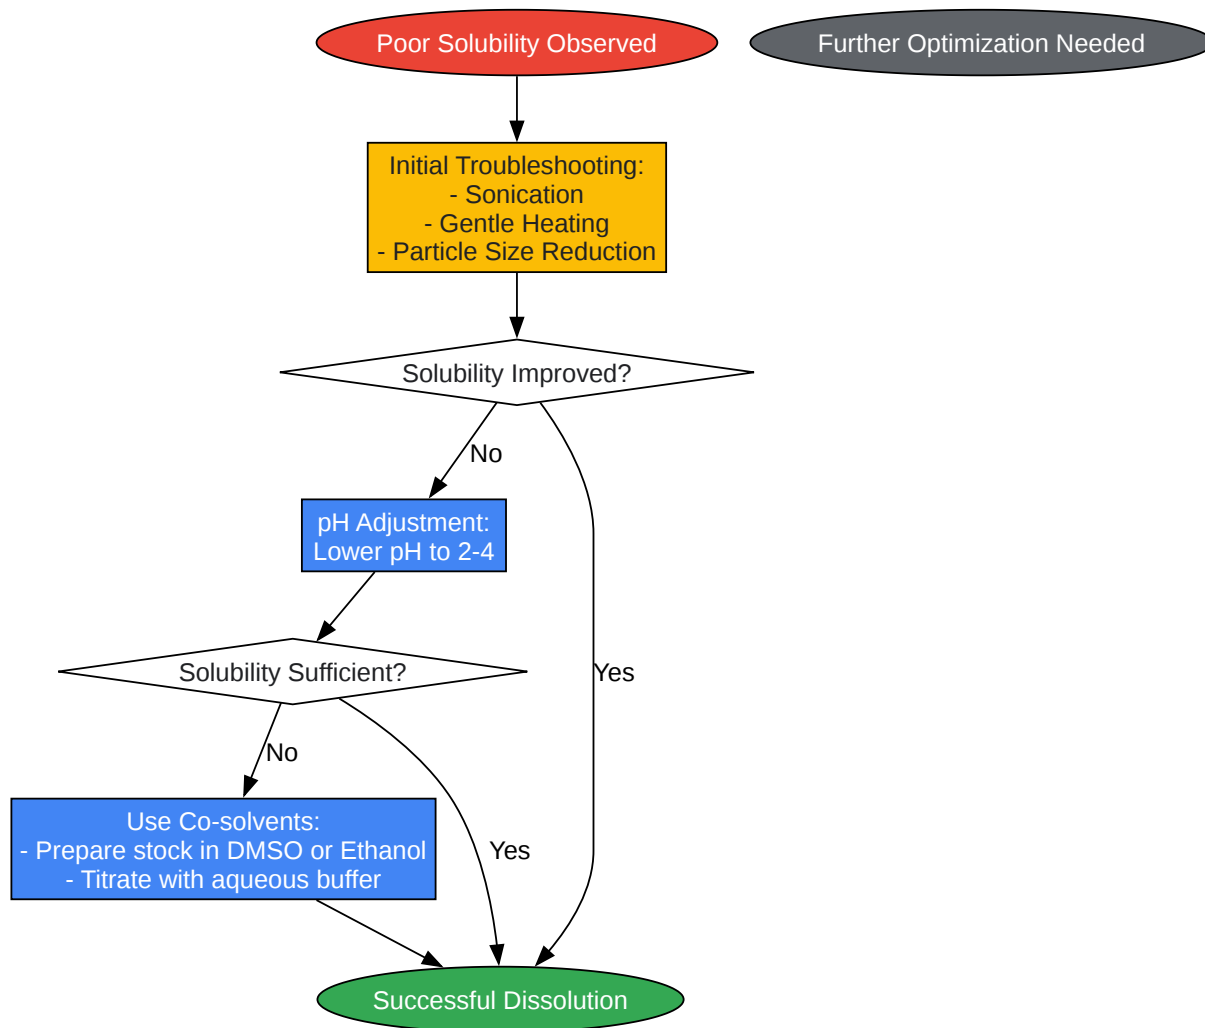 Poor Solubility Observed
Further Optimization Needed
Initial Troubleshooting:
- Sonication
- Gentle Heating
- Particle Size Reduction
Solubility Improved?
No
pH Adjustment:
Lower pH to 2-4
Solubility Sufficient?
Yes
No
Use Co-solvents:
- Prepare stock in DMSO or Ethanol
- Titrate with aqueous buffer
Yes
Successful Dissolution